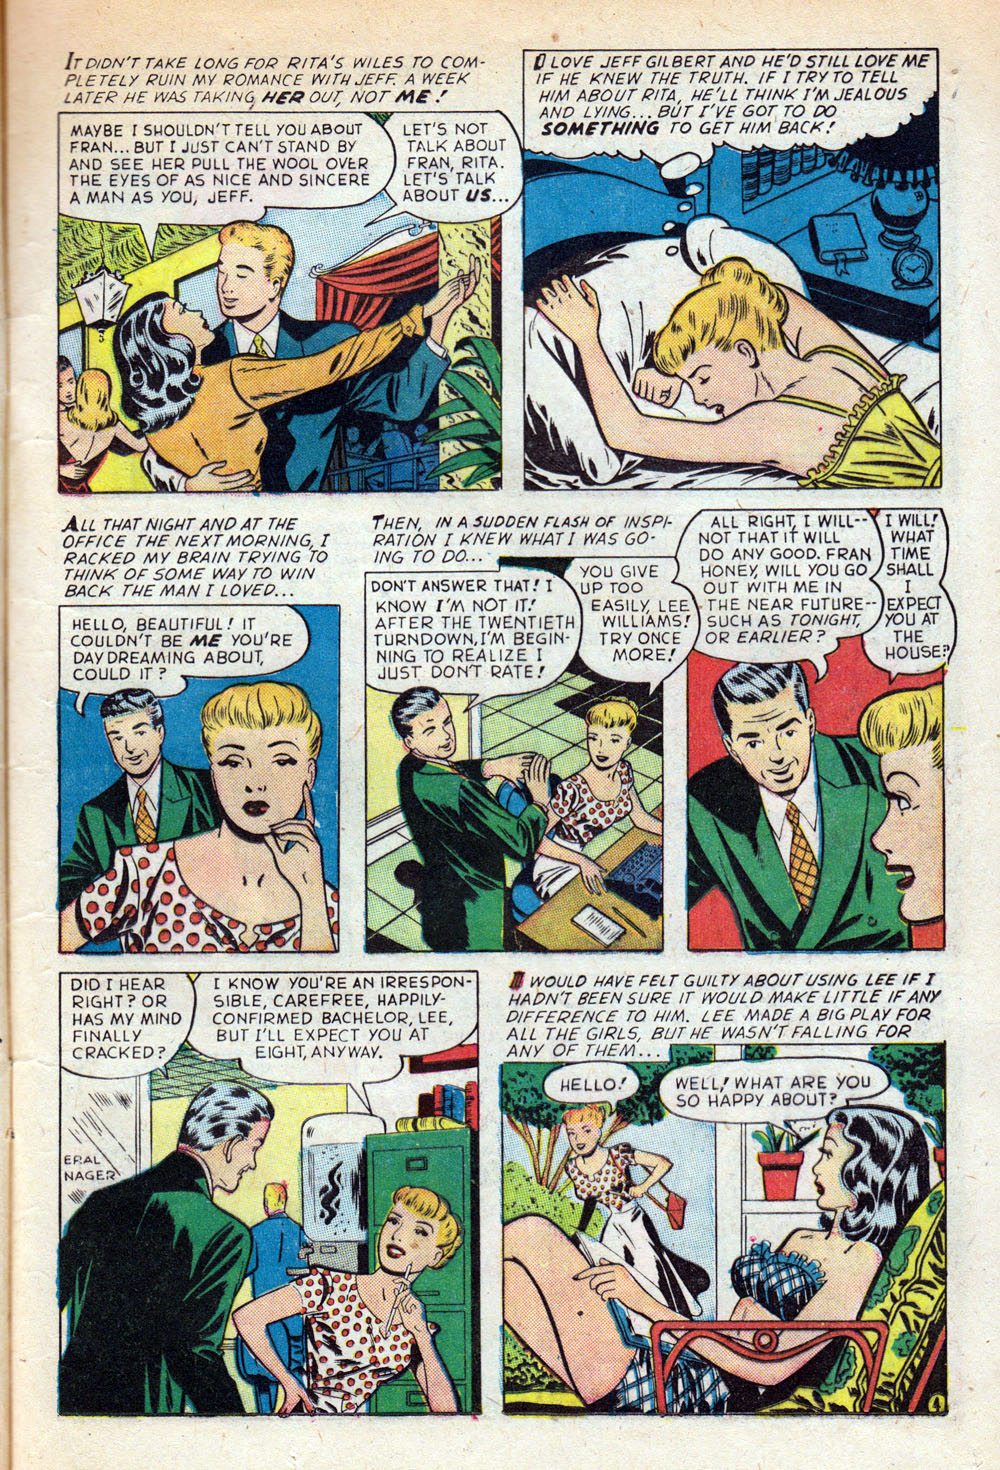 IT DIDN'T TAKE LONG FOR RITA'S WILES TO COM-
PLETELY RUIN MY ROMANCE WITH JEFF. A WEEK
LATER HE WAS TAKING HER OUT, NOT ME!
MAYBE I SHOULDN'T TELL YOU ABOUT
FRAN... BUT I JUST CAN'T STAND BY
AND SEE HER PULL THE WOOL OVER
THE EYES OF AS NICE AND SINCERE
A MAN AS YOU, JEFF.
LET'S NOT
TALK ABOUT
FRAN, RITA.
LET'S TALK
ABOUT US...
I LOVE JEFF GILBERT AND HE'D STILL LOVE ME
IF HE KNEW THE TRUTH. IF I TRY TO TELL
HIM ABOUT RITA, HE'LL THINK I'M JEALOUS
AND LYING... BUT I'VE GOT TO DO
SOMETHING TO GET HIM BACK!
ALL THAT NIGHT AND AT THE
OFFICE THE NEXT MORNING, I
RACKED MY BRAIN TRYING TO
THINK OF SOME WAY TO WIN
BACK THE MAN I LOVED...
HELLO, BEAUTIFUL! IT
COULDN'T BE ME YOU'RE
DAY DREAMING ABOUT,
COULD IT?
THEN, IN A SUDDEN FLASH OF INSPI-
RATION I KNEW WHAT I WAS GO-
ING TO DO...
DON'T ANSWER THAT! I
KNOW I'M NOT IT!
AFTER THE TWENTIETH
TURNDOWN, I'M BEGIN-
NING TO REALIZE I
JUST DON'T RATE!
YOU GIVE
UP TOO
EASILY, LEE
WILLIAMS!
TRY ONCE
MORE!
ALL RIGHT, I WILL--
NOT THAT IT WILL
DO ANY GOOD. FRAN
HONEY, WILL YOU GO
OUT WITH ME IN
THE NEAR FUTURE--
SUCH AS TONIGHT,
OR EARLIER?
I WILL!
WHAT
TIME
SHALL
I
EXPECT
YOU AT
THE
HOUSE?
DID I HEAR
RIGHT? OR
HAS MY MIND
FINALLY
CRACKED?
I KNOW YOU'RE AN IRRESPON-
SIBLE, CAREFREE, HAPPILY-
CONFIRMED BACHELOR, LEE,
BUT I'LL EXPECT YOU AT
EIGHT, ANYWAY.
ERAL
NAGER
I WOULD HAVE FELT GUILTY ABOUT USING LEE IF I
HADN'T BEEN SURE IT WOULD MAKE LITTLE IF ANY
DIFFERENCE TO HIM. LEE MADE A BIG PLAY FOR
ALL THE GIRLS, BUT HE WASN'T FALLING FOR
ANY OF THEM...
HELLO!
WELL! WHAT ARE YOU
SO HAPPY ABOUT?
4